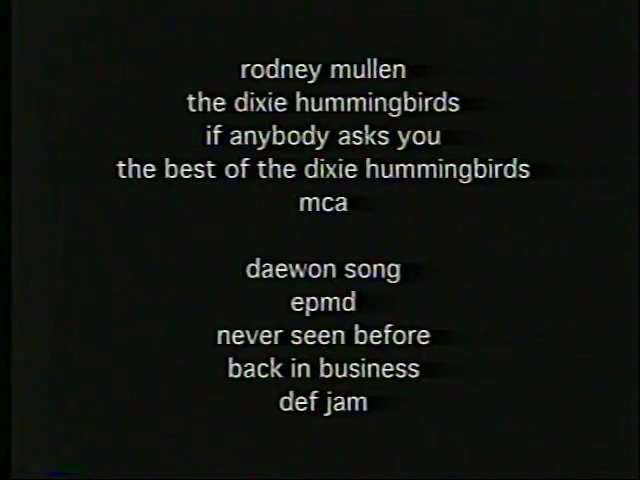 rodney mullen
the dixie hummingbirds
if anybody asks you
the best of the dixie hummingbirds
mca
daewon song
epmd
never seen before
back in business
def jam